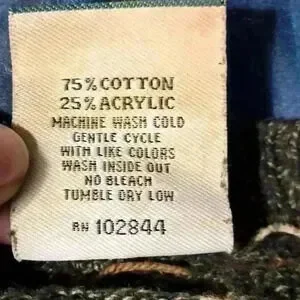 75% COTTON
25% ACRYLIC
MACHINE WASH COLD
GENTLE CYCLE
WITH LIKE COLORS
WASH INSIDE OUT
NO BLEACH
TUMBLE DRY LOW
RN 102844